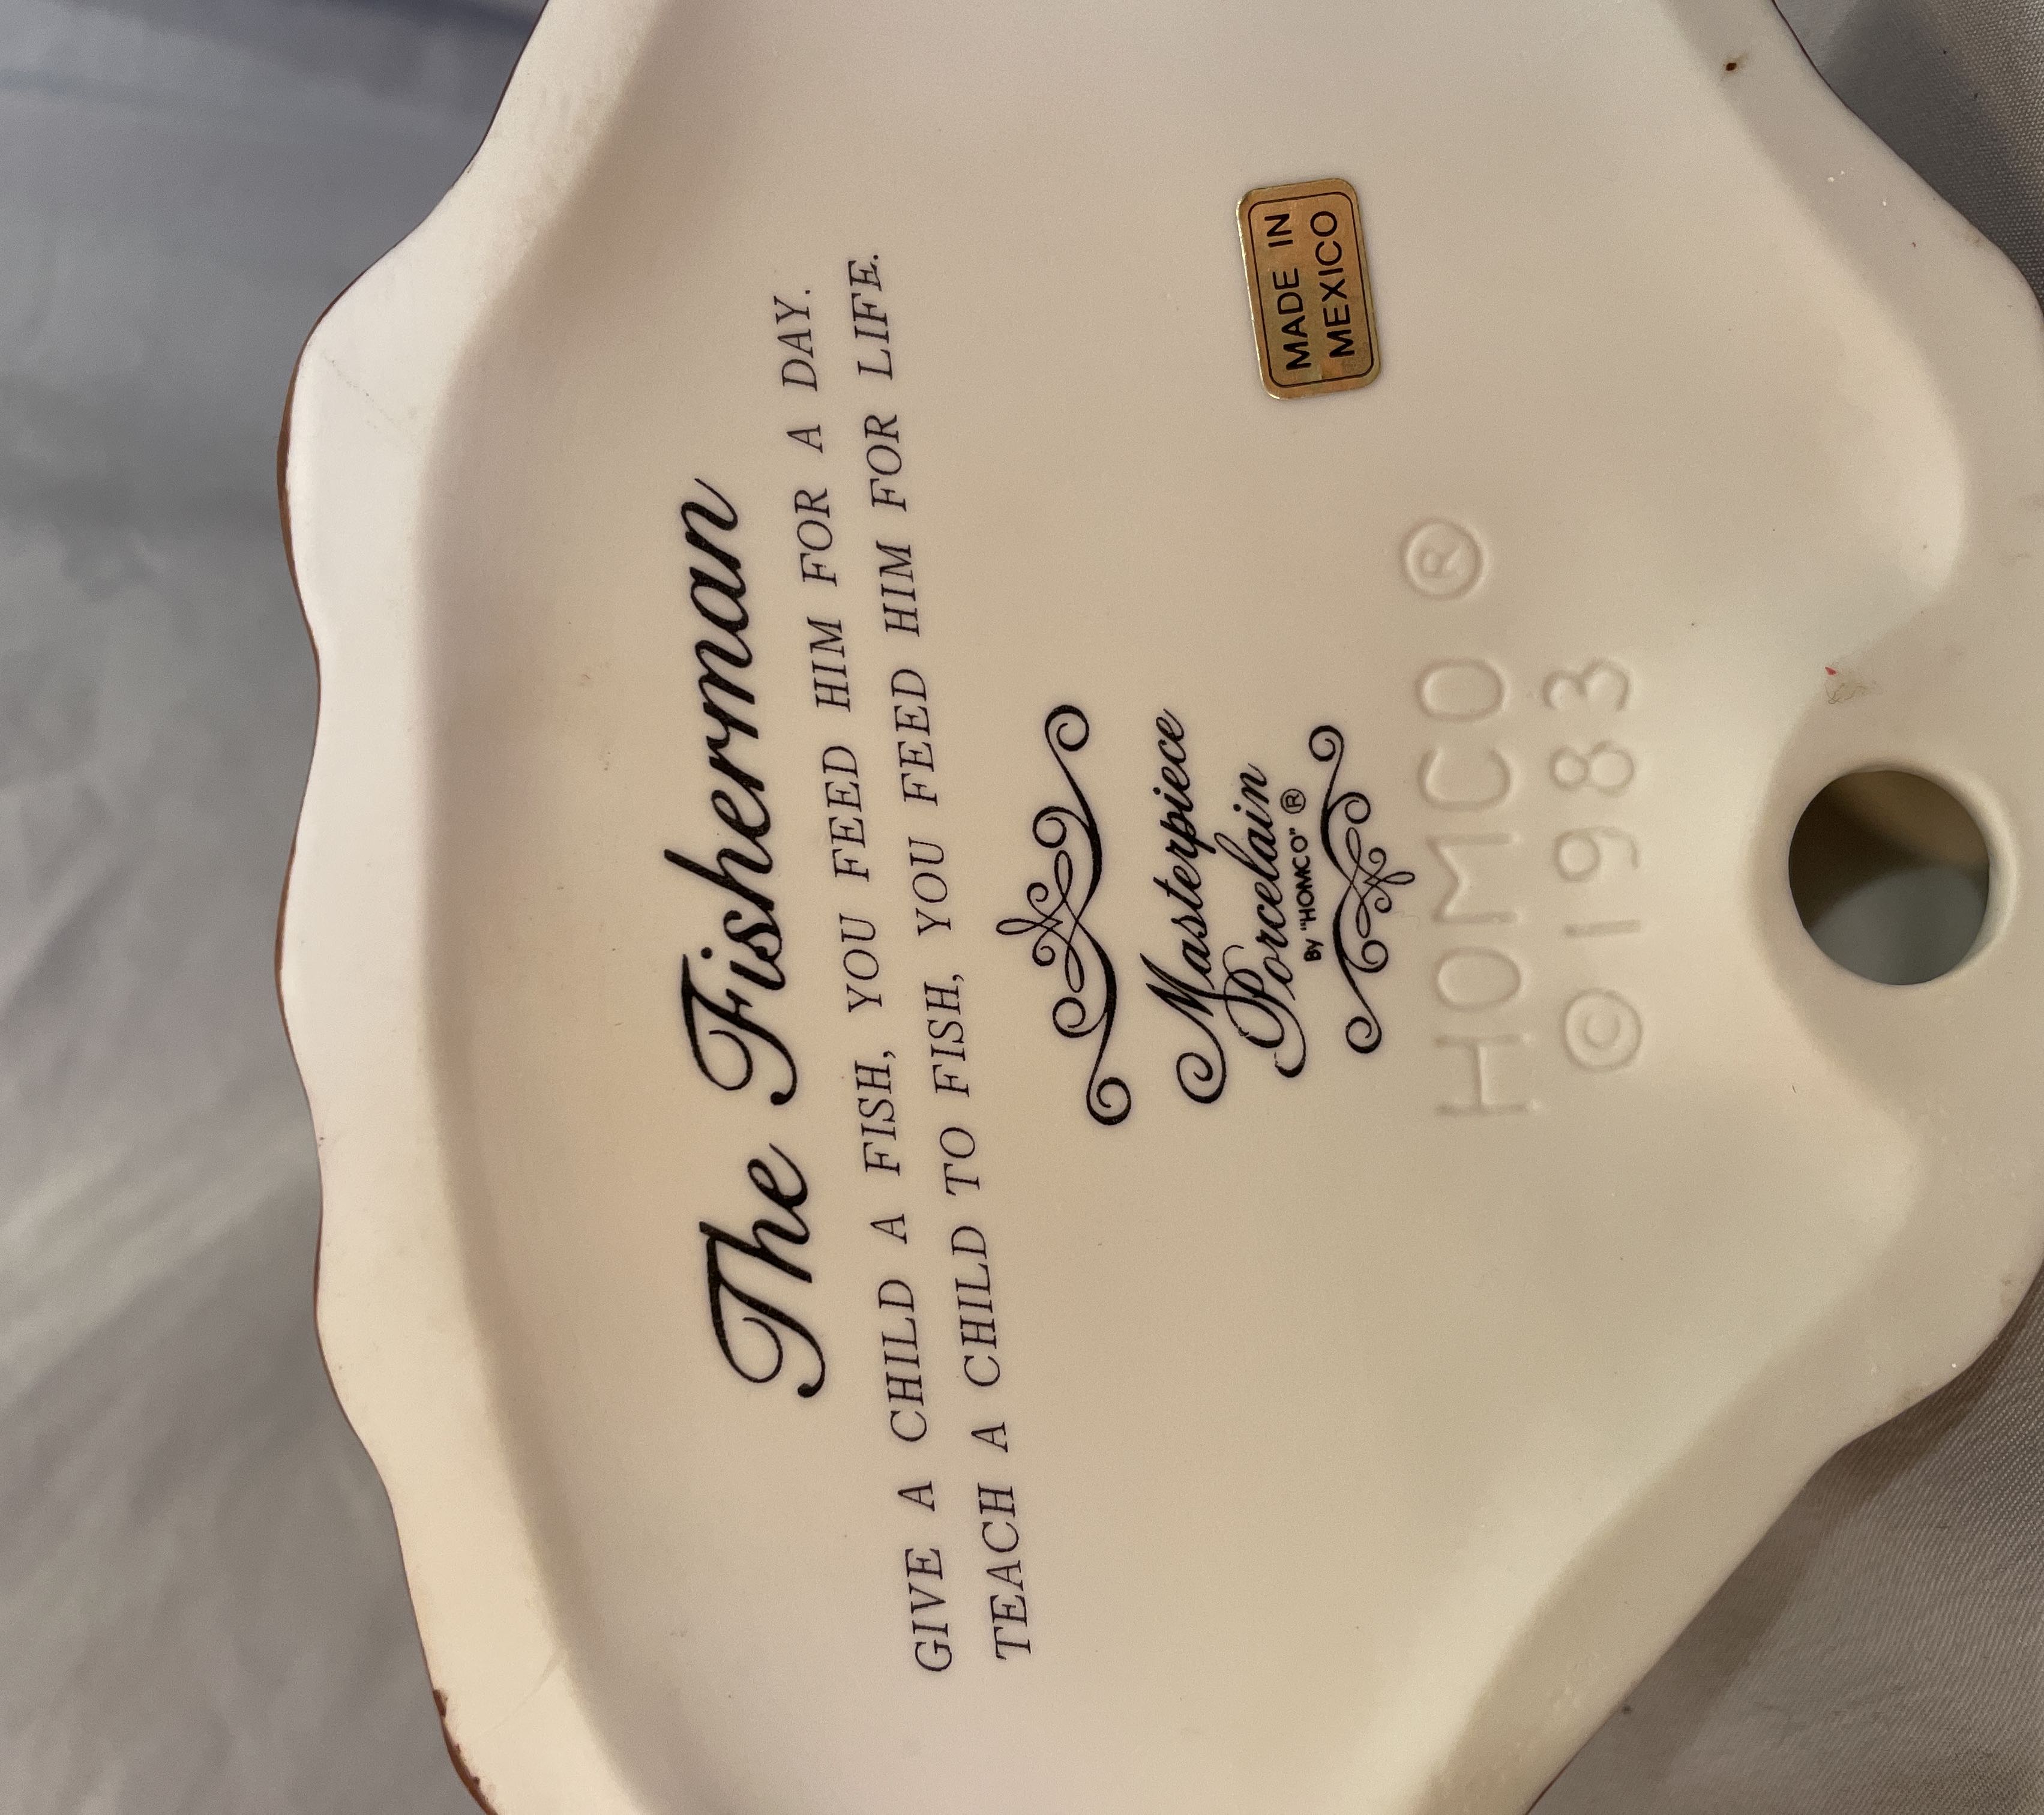 The Fisherman
GIVE A CHILD A FISH, YOU FEED HIM FOR A DAY.
TEACH A CHILD TO FISH, YOU FEED HIM FOR LIFE.
Masterpiece
Porcelain
By "HOMCO" ®
HOMCO ®
© 1983
MADE IN
MEXICO